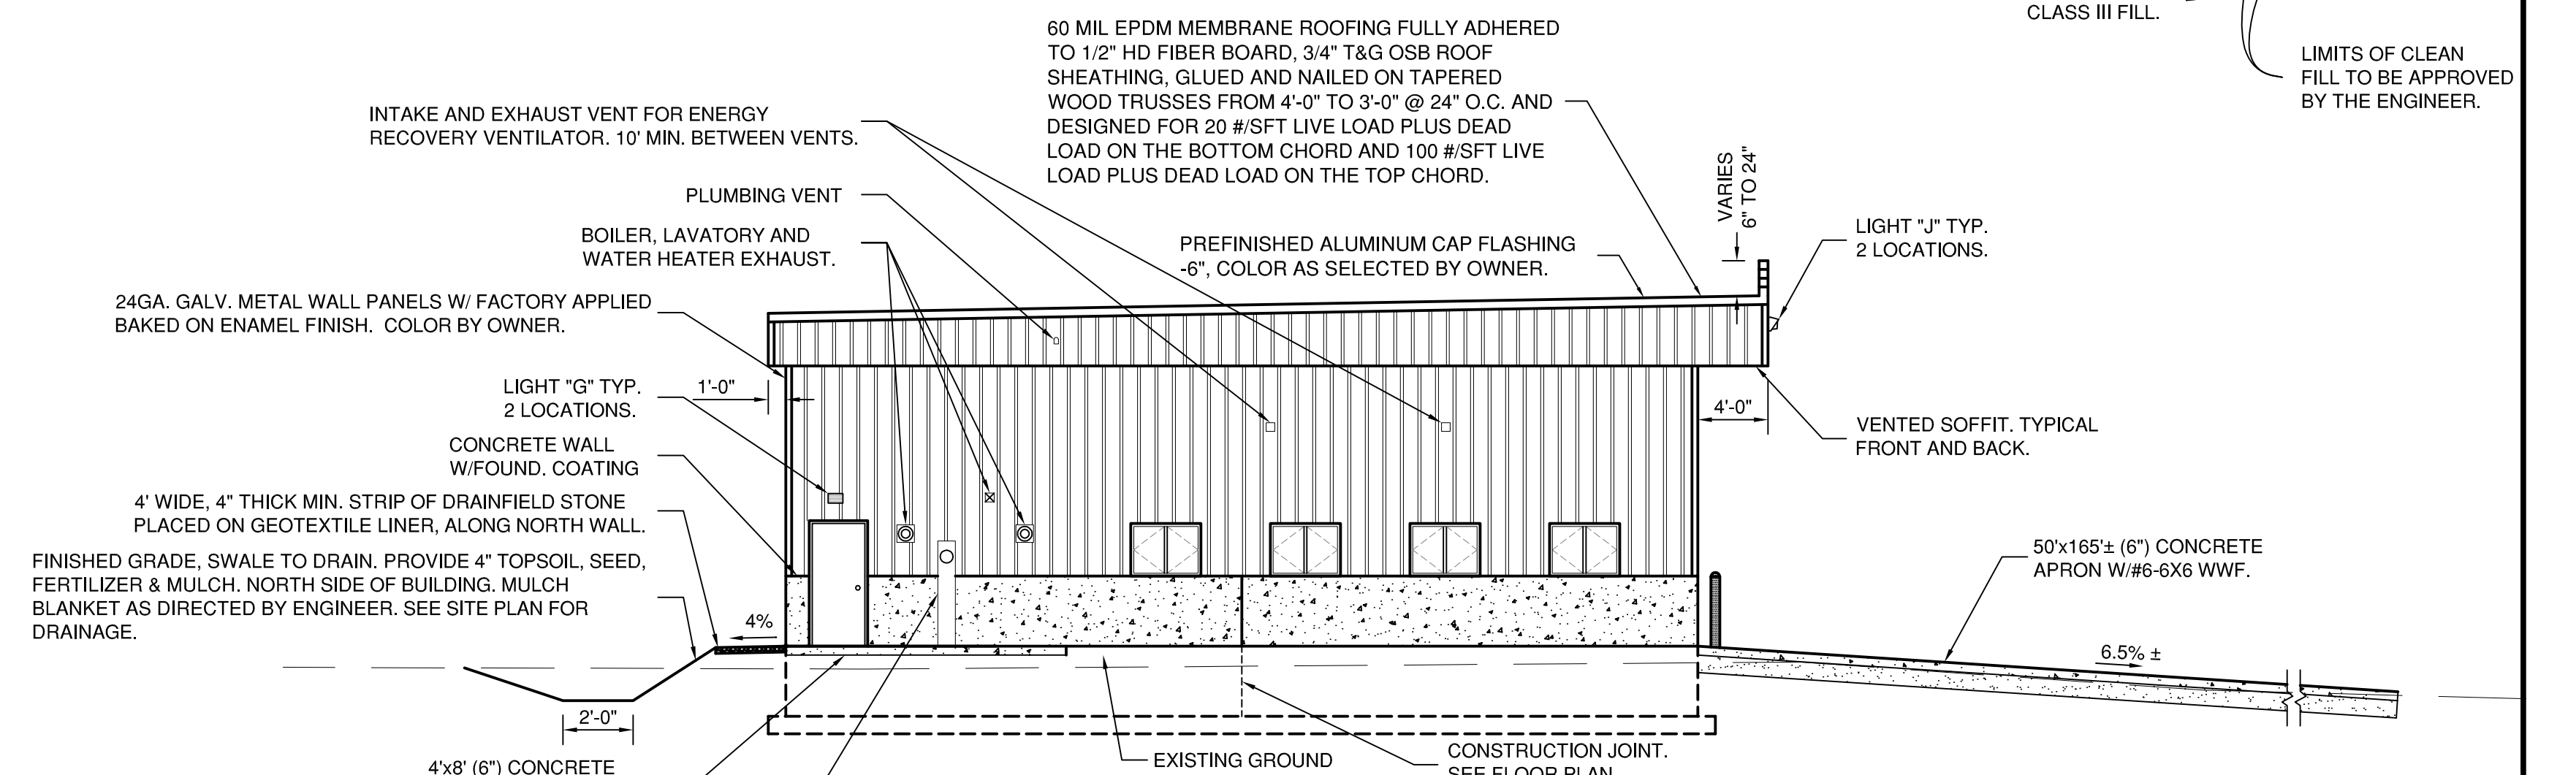 CLASS III FILL.
LIMITS OF CLEAN
FILL TO BE APPROVED
BY THE ENGINEER.
60 MIL EPDM MEMBRANE ROOFING FULLY ADHERED
TO 1/2" HD FIBER BOARD, 3/4" T&G OSB ROOF
SHEATHING, GLUED AND NAILED ON TAPERED
WOOD TRUSSES FROM 4'-0" TO 3'-0" @ 24" O.C. AND
DESIGNED FOR 20 #/SFT LIVE LOAD PLUS DEAD
LOAD ON THE BOTTOM CHORD AND 100 #/SFT LIVE
LOAD PLUS DEAD LOAD ON THE TOP CHORD.
INTAKE AND EXHAUST VENT FOR ENERGY
RECOVERY VENTILATOR. 10' MIN. BETWEEN VENTS.
PLUMBING VENT
BOILER, LAVATORY AND
WATER HEATER EXHAUST.
PREFINISHED ALUMINUM CAP FLASHING
-6", COLOR AS SELECTED BY OWNER.
VARIES
6" TO 24"
LIGHT "J" TYP.
2 LOCATIONS.
24GA. GALV. METAL WALL PANELS W/ FACTORY APPLIED
BAKED ON ENAMEL FINISH. COLOR BY OWNER.
LIGHT "G" TYP.
2 LOCATIONS.
1'-0"
4'-0"
VENTED SOFFIT. TYPICAL
FRONT AND BACK.
CONCRETE WALL
W/FOUND. COATING
4' WIDE, 4" THICK MIN. STRIP OF DRAINFIELD STONE
PLACED ON GEOTEXTILE LINER, ALONG NORTH WALL.
FINISHED GRADE, SWALE TO DRAIN. PROVIDE 4" TOPSOIL, SEED,
FERTILIZER & MULCH. NORTH SIDE OF BUILDING. MULCH
BLANKET AS DIRECTED BY ENGINEER. SEE SITE PLAN FOR
DRAINAGE.
4%
50'x165'± (6") CONCRETE
APRON W/#6-6X6 WWF.
6.5% ±
2'-0"
4'x8' (6") CONCRETE
EXISTING GROUND
CONSTRUCTION JOINT.
SEE FLOOR PLAN